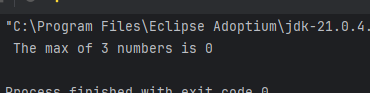 "C:\Program Files\Eclipse Adoptium\jdk-21.0.4.
The max of 3 numbers is 0
Process finished with exit code 0